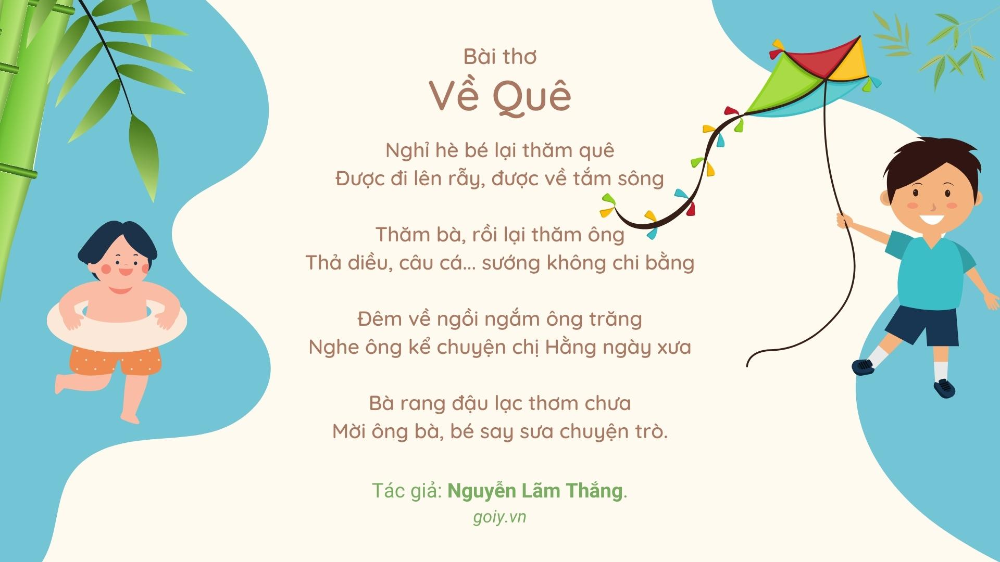 Bài thơ
Về Quê
Nghỉ hè bé lại thăm quê
Được đi lên rẫy, được về tắm sông
Thăm bà, rồi lại thăm ông
Thả diều, câu cá... sướng không chi bằng
Đêm về ngồi ngắm ông trăng
Nghe ông kể chuyện chị Hằng ngày xưa
Bà rang đậu lạc thơm chưa
Mời ông bà, bé say sưa chuyện trò.
Tác giả: Nguyễn Lãm Thắng.
goiy.vn